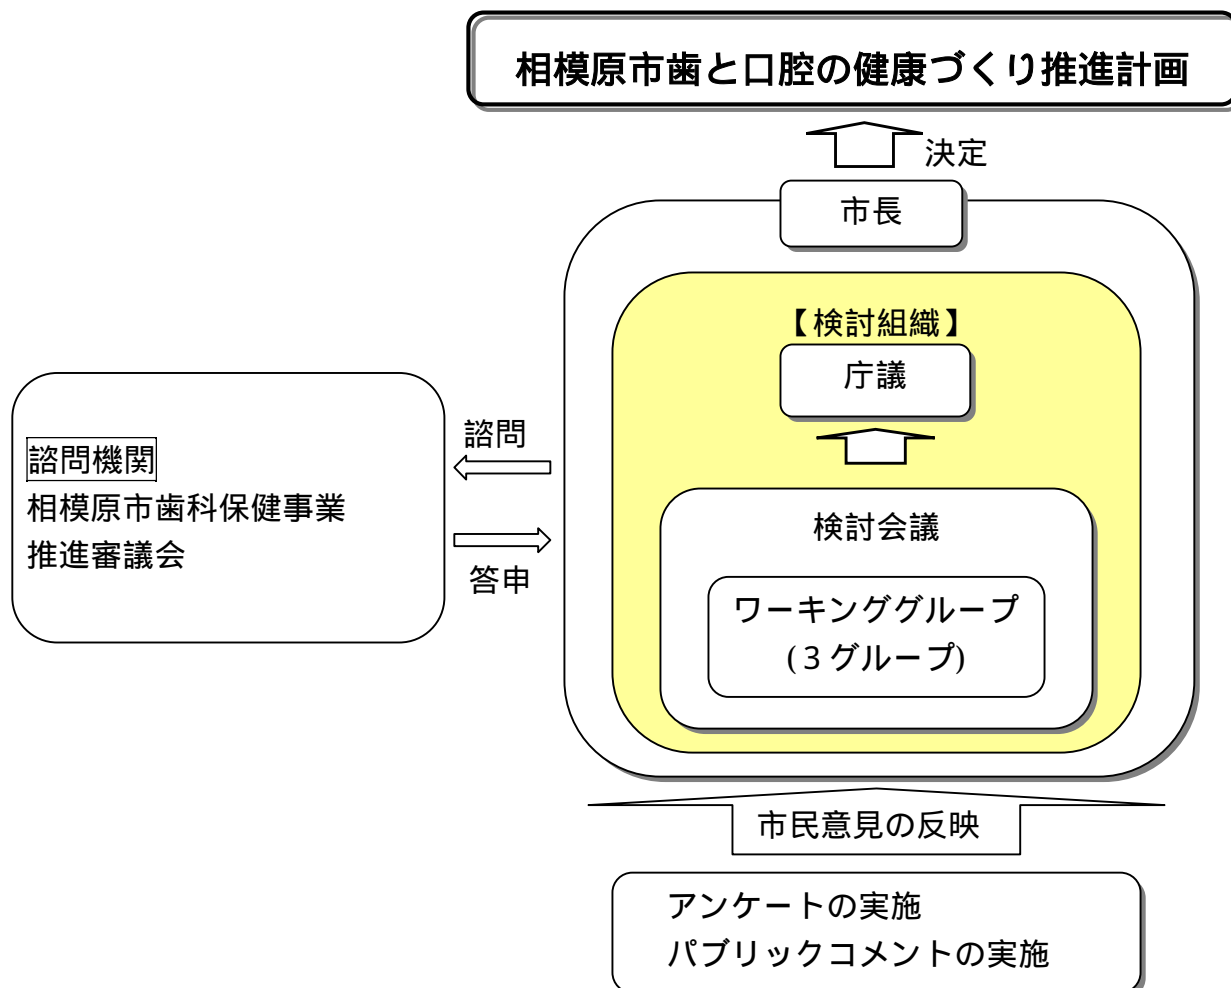 相模原市歯と口腔の健康づくり推進計画
決定
市長
【検討組織】
庁議
諮問
諮問機関
相模原市歯科保健事業
推進審議会
答申
検討会議
ワーキンググループ
(３グループ)
市民意見の反映
アンケートの実施
パブリックコメントの実施